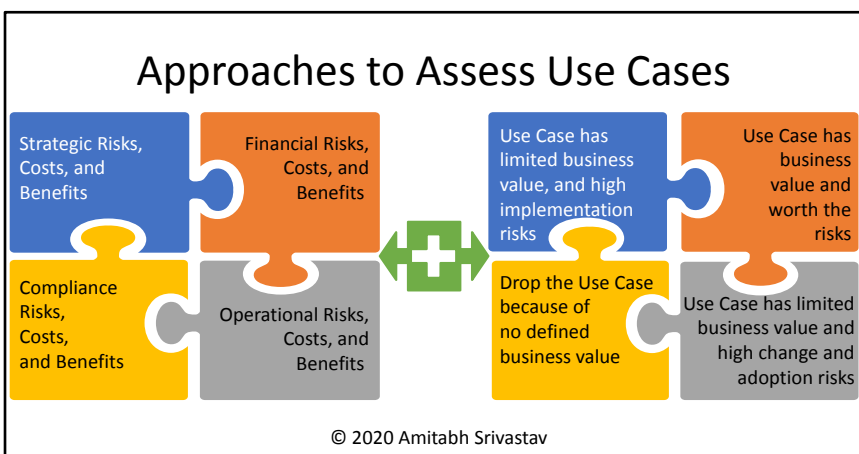 Approaches to Assess Use Cases
Strategic Risks,
Costs, and
Benefits
Financial Risks,
Costs, and
Benefits
Compliance
Risks,
Costs,
and Benefits
Operational Risks,
Costs, and
Benefits
Use Case has
limited business
value, and high
implementation
risks
Use Case has
business
value and
worth the
risks
Drop the Use Case
because of
no defined
business value
Use Case has limited
business value and
high change and
adoption risks
© 2020 Amitabh Srivastav